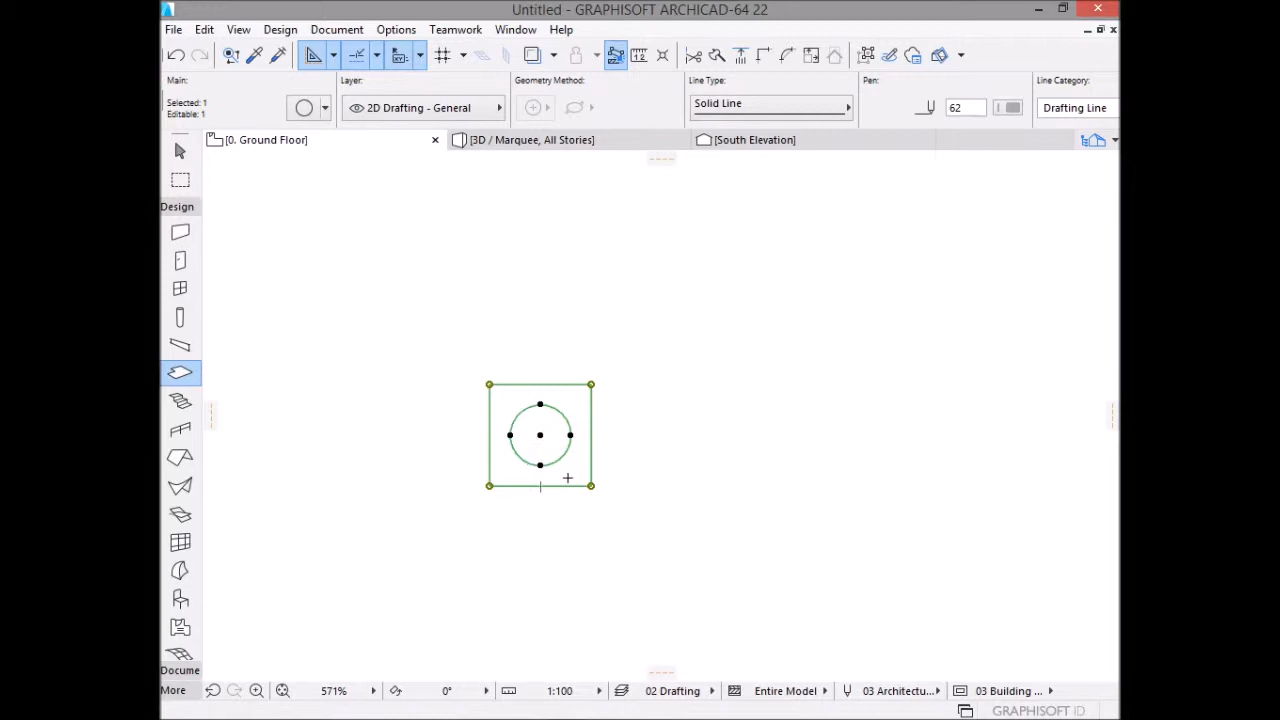 Untitled - GRAPHISOFT ARCHICAD-64 22
File Edit View Design Document Options Teamwork Window Help
Main: Layer: Geometry Method: Line Type: Pen: Line Category:
Selected: 1
Editable: 1
2D Drafting - General
Solid Line
62
Drafting Line
[0. Ground Floor] [3D / Marquee, All Stories] [South Elevation]
Design
Docume
More 571% 0° 1:100 02 Drafting Entire Model 03 Architectu... 03 Building ...
GRAPHISOFT ID